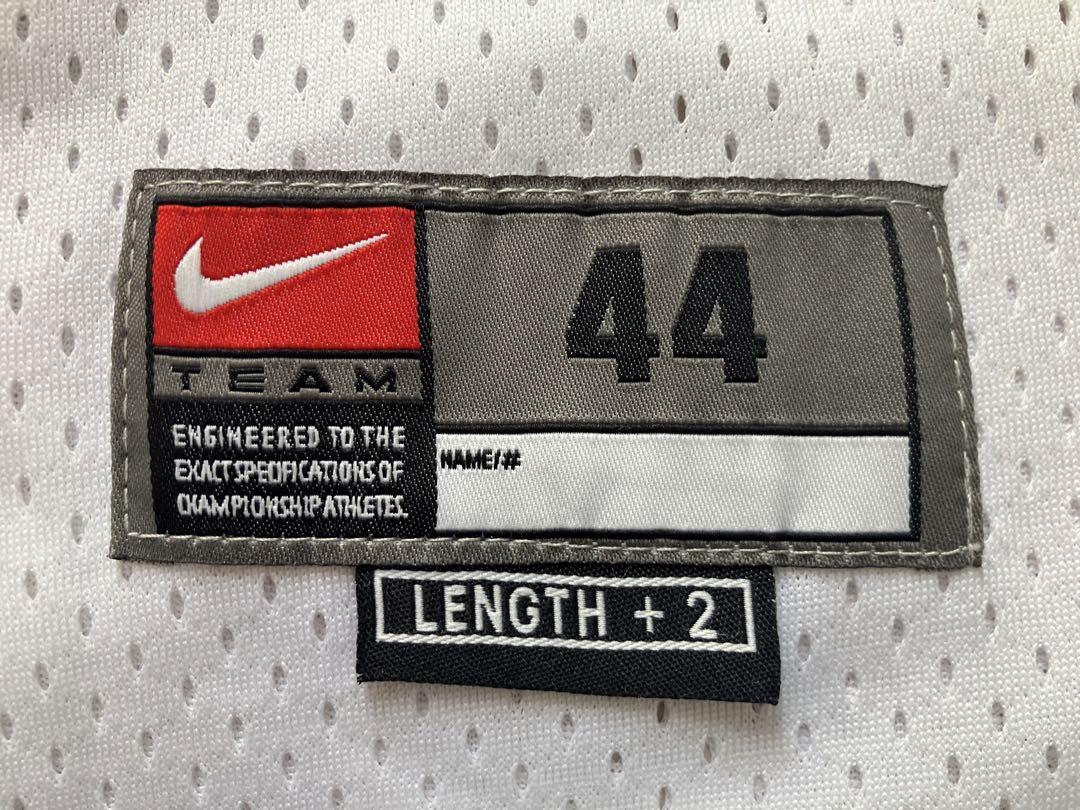 44
TEAM
ENGINEERED TO THE
EXACT SPECIFICATIONS OF
CHAMPIONSHIP ATHLETES.
NAME/#
LENGTH + 2